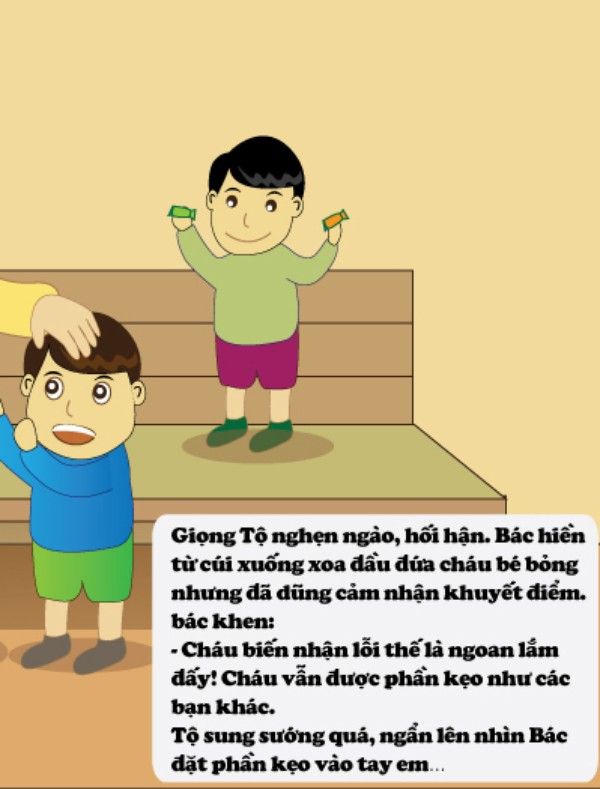 Giọng Tộ nghẹn ngào, hối hận. Bác hiền
từ cúi xuống xoa đầu đứa cháu bé bỏng
nhưng đã dũng cảm nhận khuyết điểm.
bác khen:
- Cháu biến nhận lỗi thế là ngoan lắm
đấy! Cháu vẫn được phần kẹo như các
bạn khác.
Tộ sung sướng quá, ngẩn lên nhìn Bác
đặt phần kẹo vào tay em...